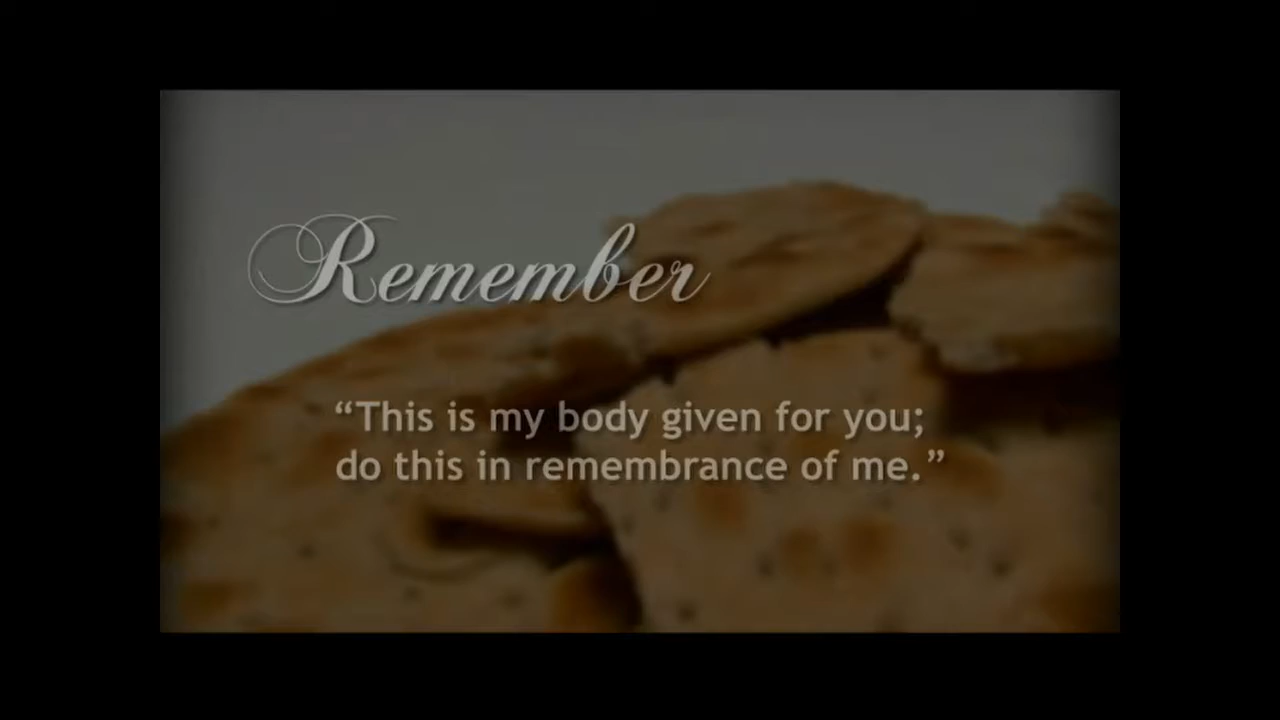 Remember
“This is my body given for you;
do this in remembrance of me.”